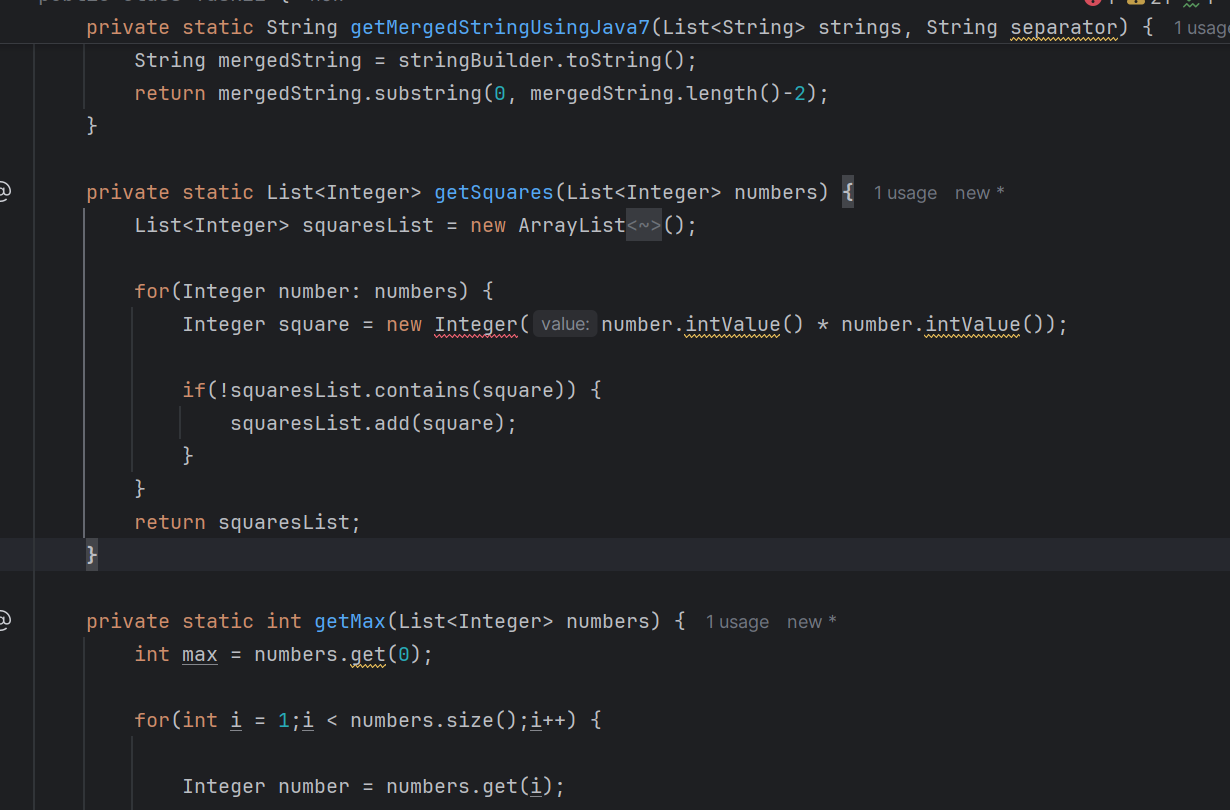 private static String getMergedStringUsingJava7(List<String> strings, String separator) {  1 usage
String mergedString = stringBuilder.toString();
return mergedString.substring(0, mergedString.length()-2);
}
private static List<Integer> getSquares(List<Integer> numbers) {  1 usage  new *
List<Integer> squaresList = new ArrayList<~>();
for(Integer number: numbers) {
Integer square = new Integer( value: number.intValue() * number.intValue());
if(!squaresList.contains(square)) {
squaresList.add(square);
}
}
return squaresList;
}
private static int getMax(List<Integer> numbers) {  1 usage  new *
int max = numbers.get(0);
for(int i = 1;i < numbers.size();i++) {
Integer number = numbers.get(i);